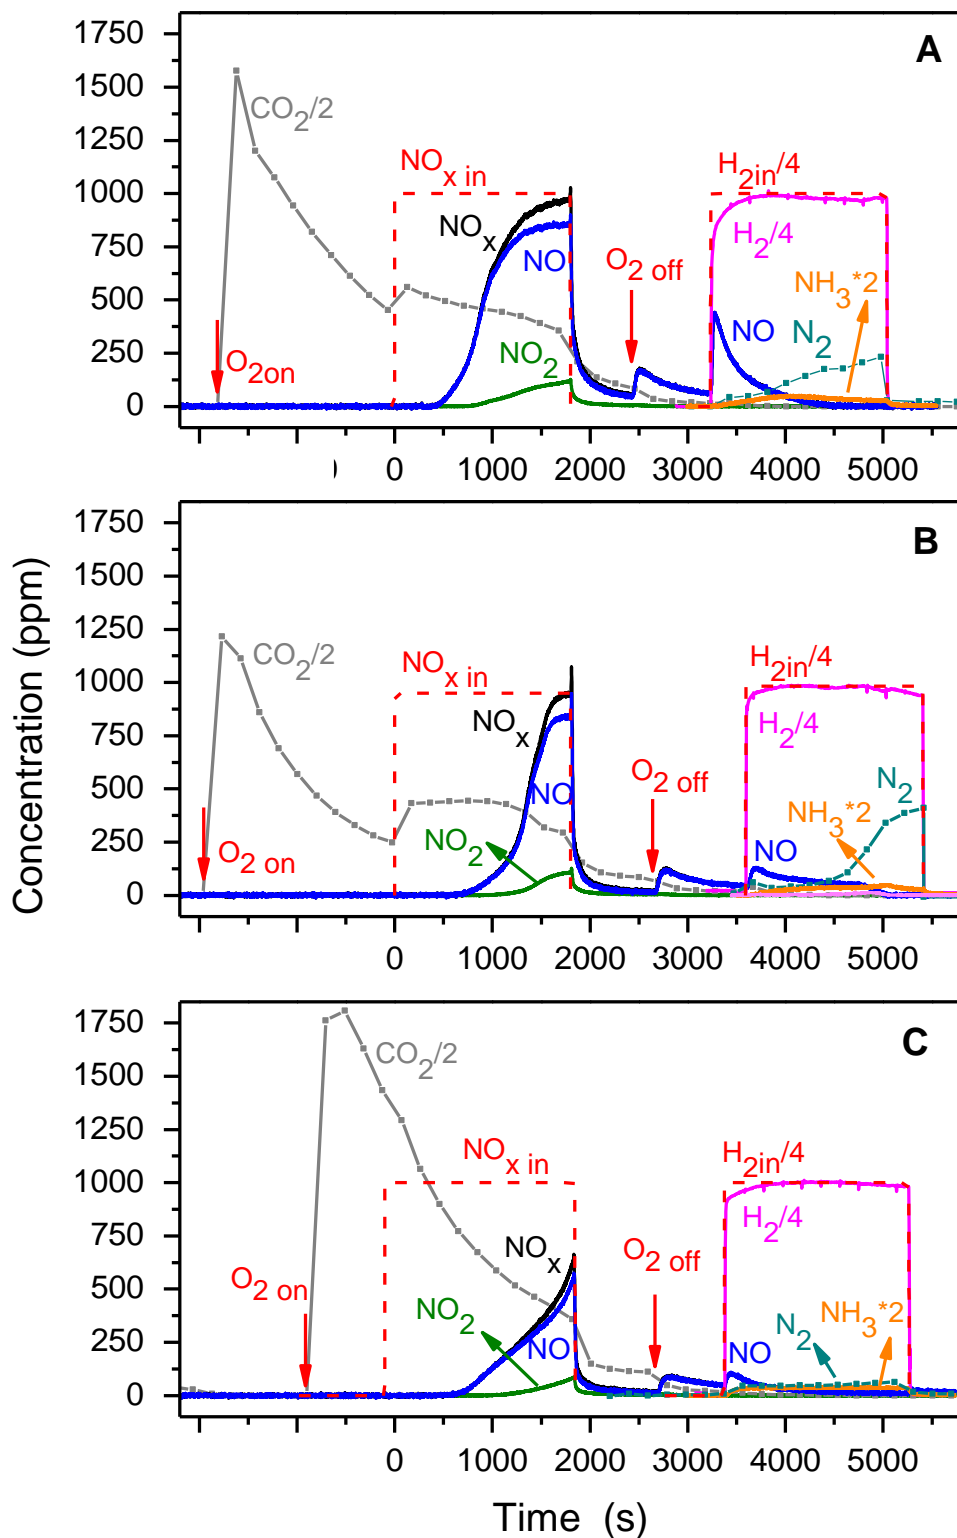 A
1750
1500
1250
1000
750
500
250
0
CO2/2
NOx in
H2in/4
NOx
NO
H2/4
O2 off
NH3*2
NO
N2
O2on
NO2
0 1000 2000 3000 4000 5000
B
1750
1500
1250
1000
750
500
250
0
CO2/2
NOx in
H2in/4
NOx
H2/4
O2 off
N2
NO
NH3*2
NO2
NO
O2 on
0 1000 2000 3000 4000 5000
Concentration (ppm)
C
1750
1500
1250
1000
750
500
250
0
CO2/2
NOx in
H2in/4
H2/4
NOx
O2 off
O2 on
NO2
NO
NO
N2
NH3*2
0 1000 2000 3000 4000 5000
Time (s)